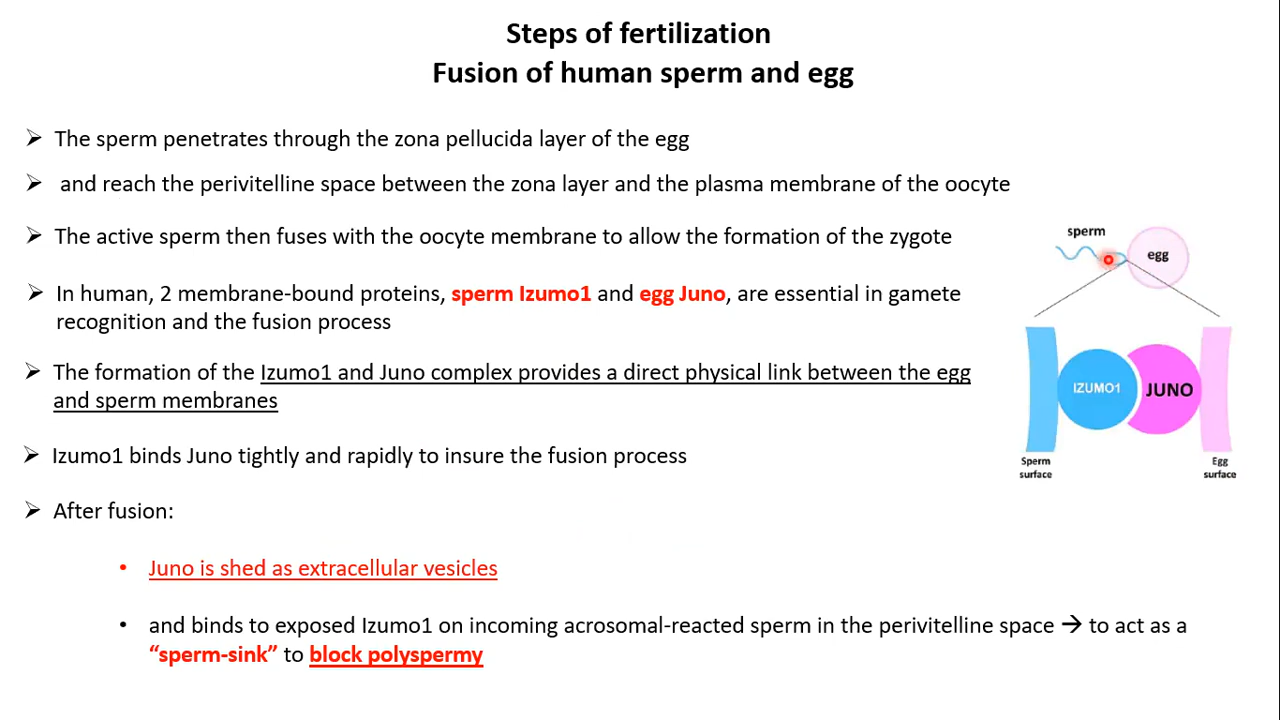 Steps of fertilization
Fusion of human sperm and egg
➢ The sperm penetrates through the zona pellucida layer of the egg
➢ and reach the perivitelline space between the zona layer and the plasma membrane of the oocyte
➢ The active sperm then fuses with the oocyte membrane to allow the formation of the zygote
➢ In human, 2 membrane-bound proteins, sperm Izumo1 and egg Juno, are essential in gamete
recognition and the fusion process
➢ The formation of the Izumo1 and Juno complex provides a direct physical link between the egg
and sperm membranes
➢ Izumo1 binds Juno tightly and rapidly to insure the fusion process
➢ After fusion:
• Juno is shed as extracellular vesicles
• and binds to exposed Izumo1 on incoming acrosomal-reacted sperm in the perivitelline space → to act as a
“sperm-sink” to block polyspermy
sperm
egg
IZUMO1
JUNO
Sperm
surface
Egg
surface